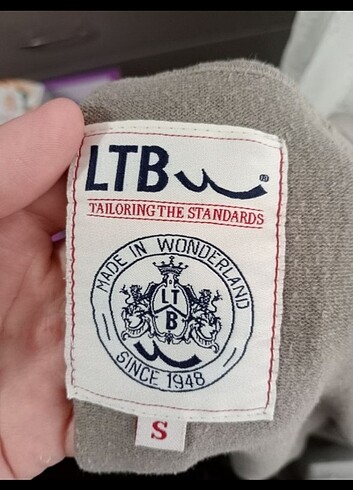 LTB®
TAILORING THE STANDARDS
MADE IN WONDERLAND
LT
B
SINCE 1948
S